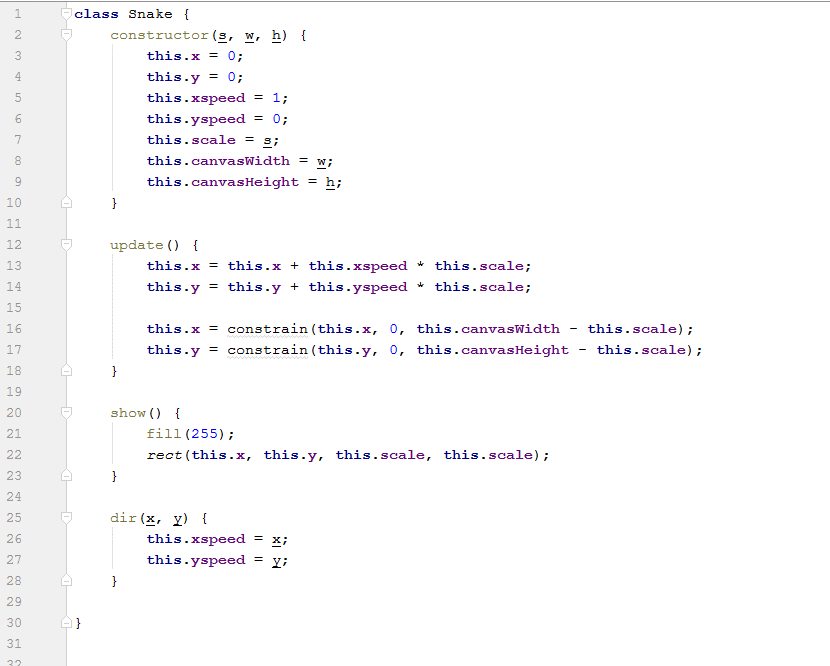 1 class Snake {
2     constructor(s, w, h) {
3         this.x = 0;
4         this.y = 0;
5         this.xspeed = 1;
6         this.yspeed = 0;
7         this.scale = s;
8         this.canvasWidth = w;
9         this.canvasHeight = h;
10     }
11
12     update() {
13         this.x = this.x + this.xspeed * this.scale;
14         this.y = this.y + this.yspeed * this.scale;
15
16         this.x = constrain(this.x, 0, this.canvasWidth - this.scale);
17         this.y = constrain(this.y, 0, this.canvasHeight - this.scale);
18     }
19
20     show() {
21         fill(255);
22         rect(this.x, this.y, this.scale, this.scale);
23     }
24
25     dir(x, y) {
26         this.xspeed = x;
27         this.yspeed = y;
28     }
29
30 }
31
32